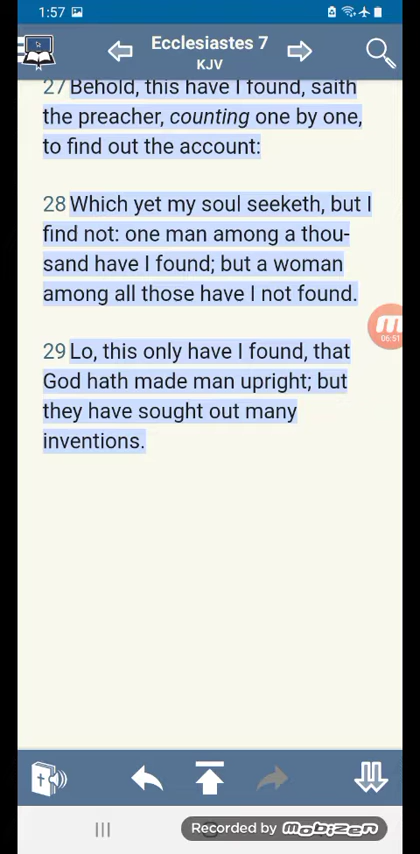 1:57
Ecclesiastes 7
KJV
27 Behold, this have I found, saith
the preacher, counting one by one,
to find out the account:
28 Which yet my soul seeketh, but I
find not: one man among a thou-
sand have I found; but a woman
among all those have I not found.
06:51
29 Lo, this only have I found, that
God hath made man upright; but
they have sought out many
inventions.
Recorded by mobizen